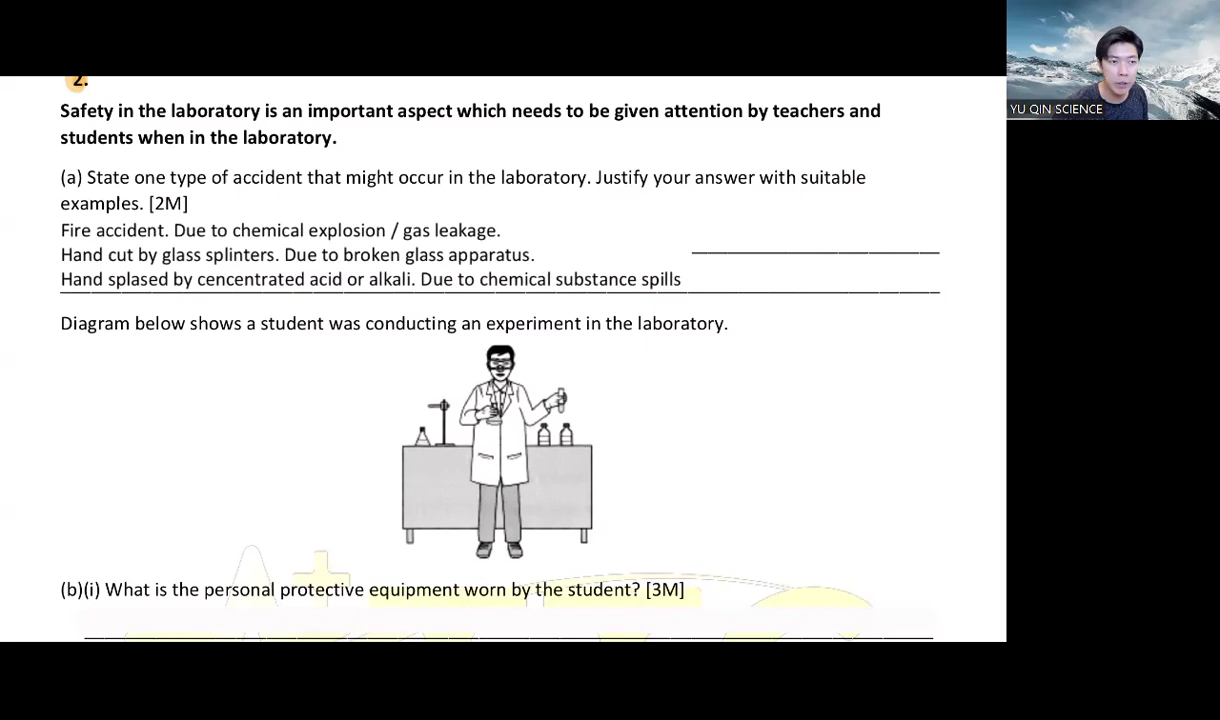 2.
Safety in the laboratory is an important aspect which needs to be given attention by teachers and
students when in the laboratory.
(a) State one type of accident that might occur in the laboratory. Justify your answer with suitable
examples. [2M]
Fire accident. Due to chemical explosion / gas leakage.
Hand cut by glass splinters. Due to broken glass apparatus.
Hand splased by cencentrated acid or alkali. Due to chemical substance spills
Diagram below shows a student was conducting an experiment in the laboratory.
(b)(i) What is the personal protective equipment worn by the student? [3M]
YU QIN SCIENCE